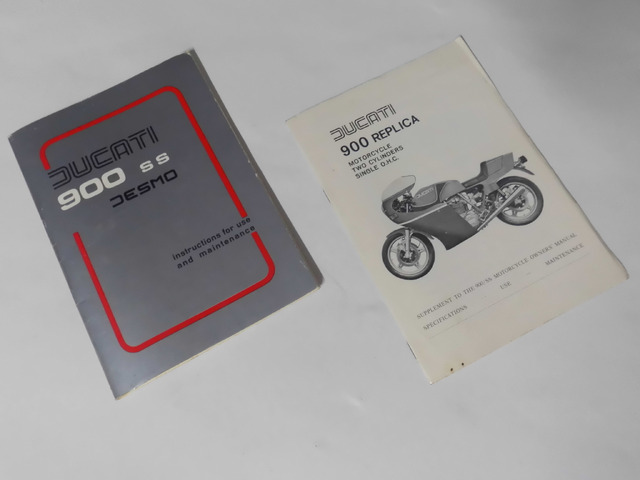 DUCATI
900 SS
DESMO
instructions for use
and maintenance
DUCATI
900 REPLICA
MOTORCYCLE
TWO CYLINDERS
SINGLE O.H.C.
DUCATI
SUPPLEMENT TO THE 900/SS MOTORCYCLE OWNERS' MANUAL
SPECIFICATIONS USE MAINTENANCE